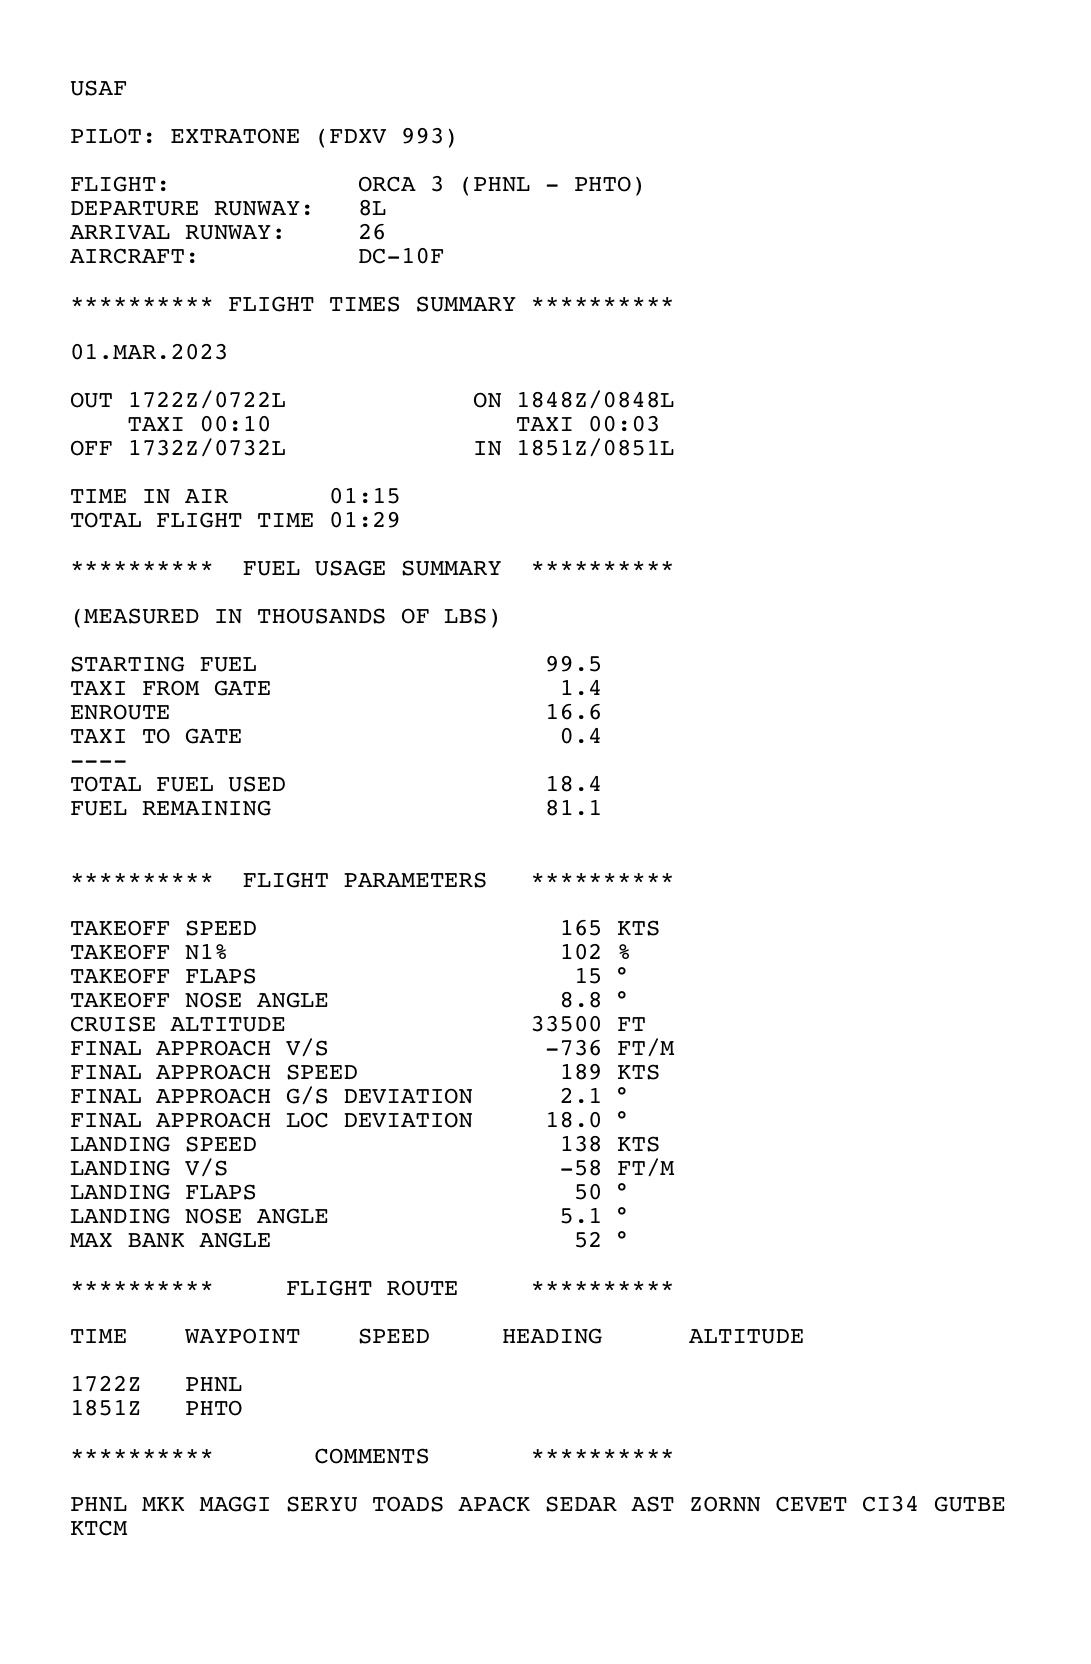 USAF
PILOT: EXTRATONE (FDXV 993)
FLIGHT: ORCA 3 (PHNL - PHTO)
DEPARTURE RUNWAY: 8L
ARRIVAL RUNWAY: 26
AIRCRAFT: DC-10F
********** FLIGHT TIMES SUMMARY **********
01.MAR.2023
OUT 1722Z/0722L ON 1848Z/0848L
TAXI 00:10 TAXI 00:03
OFF 1732Z/0732L IN 1851Z/0851L
TIME IN AIR 01:15
TOTAL FLIGHT TIME 01:29
********** FUEL USAGE SUMMARY **********
(MEASURED IN THOUSANDS OF LBS)
STARTING FUEL 99.5
TAXI FROM GATE 1.4
ENROUTE 16.6
TAXI TO GATE 0.4
----
TOTAL FUEL USED 18.4
FUEL REMAINING 81.1
********** FLIGHT PARAMETERS **********
TAKEOFF SPEED 165 KTS
TAKEOFF N1% 102 %
TAKEOFF FLAPS 15 °
TAKEOFF NOSE ANGLE 8.8 °
CRUISE ALTITUDE 33500 FT
FINAL APPROACH V/S -736 FT/M
FINAL APPROACH SPEED 189 KTS
FINAL APPROACH G/S DEVIATION 2.1 °
FINAL APPROACH LOC DEVIATION 18.0 °
LANDING SPEED 138 KTS
LANDING V/S -58 FT/M
LANDING FLAPS 50 °
LANDING NOSE ANGLE 5.1 °
MAX BANK ANGLE 52 °
********** FLIGHT ROUTE **********
TIME WAYPOINT SPEED HEADING ALTITUDE
1722Z PHNL
1851Z PHTO
********** COMMENTS **********
PHNL MKK MAGGI SERYU TOADS APACK SEDAR AST ZORNN CEVET CI34 GUTBE
KTCM